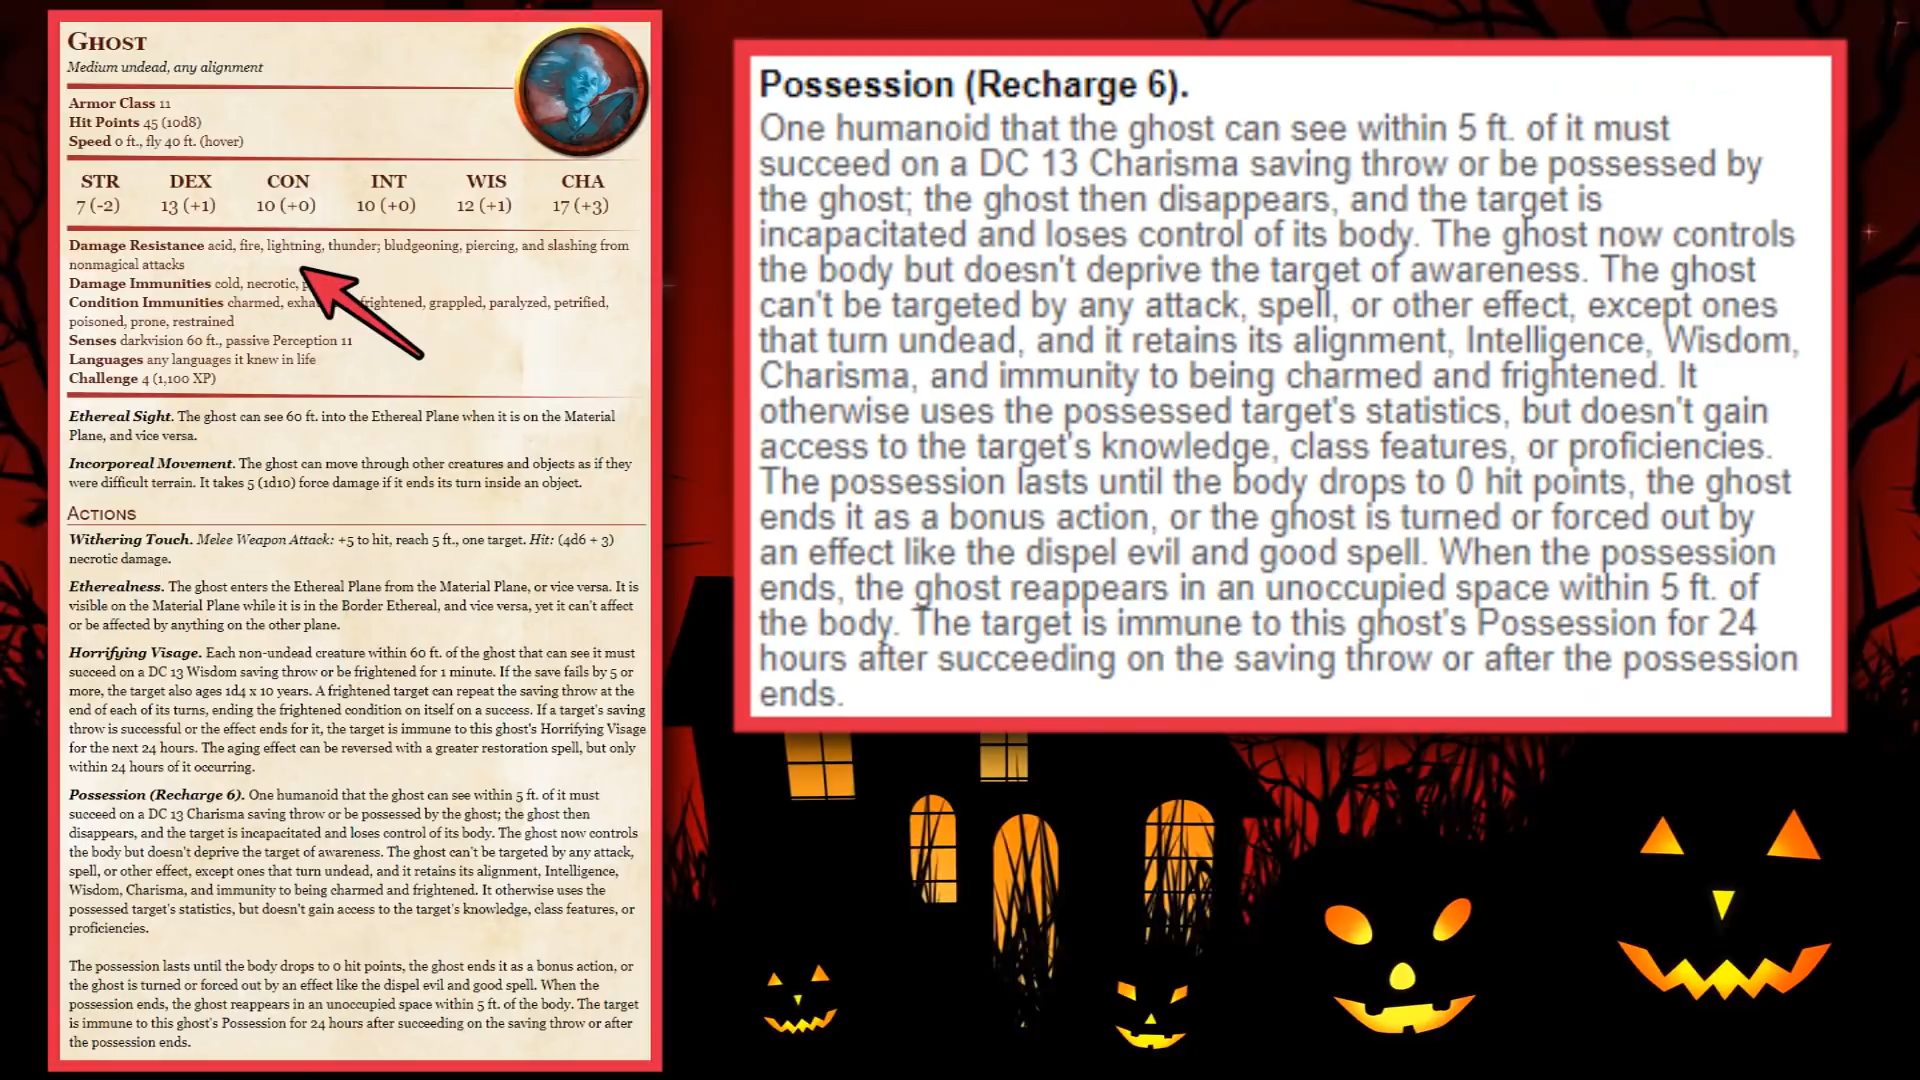 GHOST
Medium undead, any alignment
Armor Class 11
Hit Points 45 (10d8)
Speed 0 ft., fly 40 ft. (hover)
STR DEX CON INT WIS CHA
7 (-2) 13 (+1) 10 (+0) 10 (+0) 12 (+1) 17 (+3)
Damage Resistance acid, fire, lightning, thunder; bludgeoning, piercing, and slashing from
nonmagical attacks
Damage Immunities cold, necrotic,
Condition Immunities charmed, frightened, grappled, paralyzed, petrified,
poisoned, prone, restrained
Senses darkvision 60 ft., passive Perception 11
Languages any languages it knew in life
Challenge 4 (1,100 XP)
Ethereal Sight. The ghost can see 60 ft. into the Ethereal Plane when it is on the Material
Plane, and vice versa.
Incorporeal Movement. The ghost can move through other creatures and objects as if they
were difficult terrain. It takes 5 (1d10) force damage if it ends its turn inside an object.
ACTIONS
Withering Touch. Melee Weapon Attack: +5 to hit, reach 5 ft., one target. Hit: (4d6 + 3)
necrotic damage.
Etherealness. The ghost enters the Ethereal Plane from the Material Plane, or vice versa. It is
visible on the Material Plane while it is in the Border Ethereal, and vice versa, yet it can't affect
or be affected by anything on the other plane.
Horrifying Visage. Each non-undead creature within 60 ft. of the ghost that can see it must
succeed on a DC 13 Wisdom saving throw or be frightened for 1 minute. If the save fails by 5 or
more, the target also ages 1d4 x 10 years. A frightened target can repeat the saving throw at the
end of each of its turns, ending the frightened condition on itself on a success. If a target's saving
throw is successful or the effect ends for it, the target is immune to this ghost's Horrifying Visage
for the next 24 hours. The aging effect can be reversed with a greater restoration spell, but only
within 24 hours of it occurring.
Possession (Recharge 6). One humanoid that the ghost can see within 5 ft. of it must
succeed on a DC 13 Charisma saving throw or be possessed by the ghost; the ghost then
disappears, and the target is incapacitated and loses control of its body. The ghost now controls
the body but doesn't deprive the target of awareness. The ghost can't be targeted by any attack,
spell, or other effect, except ones that turn undead, and it retains its alignment, Intelligence,
Wisdom, Charisma, and immunity to being charmed and frightened. It otherwise uses the
possessed target's statistics, but doesn't gain access to the target's knowledge, class features, or
proficiencies.
The possession lasts until the body drops to 0 hit points, the ghost ends it as a bonus action, or
the ghost is turned or forced out by an effect like the dispel evil and good spell. When the
possession ends, the ghost reappears in an unoccupied space within 5 ft. of the body. The target
is immune to this ghost's Possession for 24 hours after succeeding on the saving throw or after
the possession ends.
Possession (Recharge 6).
One humanoid that the ghost can see within 5 ft. of it must
succeed on a DC 13 Charisma saving throw or be possessed by
the ghost; the ghost then disappears, and the target is
incapacitated and loses control of its body. The ghost now controls
the body but doesn't deprive the target of awareness. The ghost
can't be targeted by any attack, spell, or other effect, except ones
that turn undead, and it retains its alignment, Intelligence, Wisdom,
Charisma, and immunity to being charmed and frightened. It
otherwise uses the possessed target's statistics, but doesn't gain
access to the target's knowledge, class features, or proficiencies.
The possession lasts until the body drops to 0 hit points, the ghost
ends it as a bonus action, or the ghost is turned or forced out by
an effect like the dispel evil and good spell. When the possession
ends, the ghost reappears in an unoccupied space within 5 ft. of
the body. The target is immune to this ghost's Possession for 24
hours after succeeding on the saving throw or after the possession
ends.